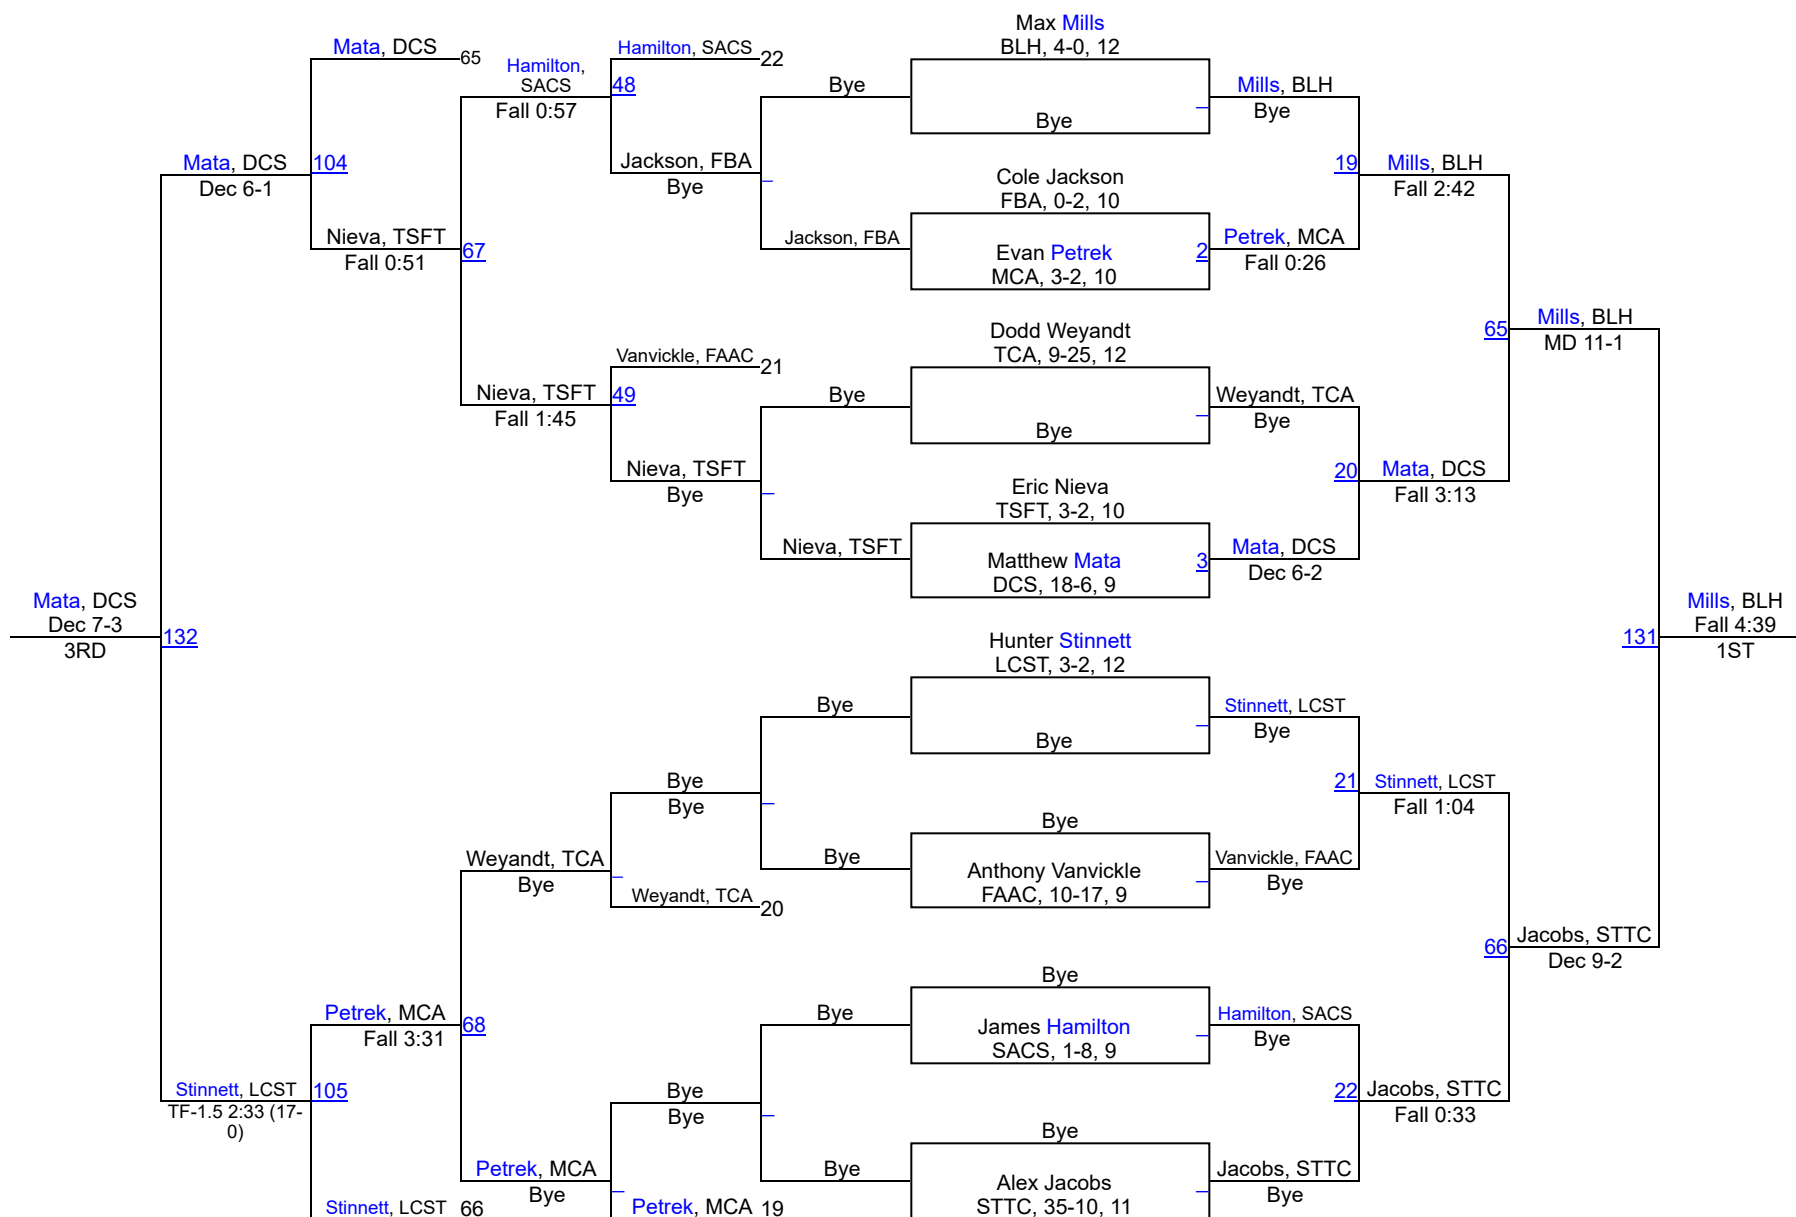 Max Mills
BLH, 4-0, 12
Mata, DCS
65
Hamilton, SACS
22
Hamilton,
SACS
48
Fall 0:57
Bye
Mills, BLH
Bye
Bye
Mata, DCS
104
Dec 6-1
Jackson, FBA
Bye
Cole Jackson
FBA, 0-2, 10
19
Mills, BLH
Fall 2:42
Nieva, TSFT
67
Fall 0:51
Jackson, FBA
Evan Petrek
MCA, 3-2, 10
2
Petrek, MCA
Fall 0:26
Dodd Weyandt
TCA, 9-25, 12
65
Mills, BLH
MD 11-1
Vanvickle, FAAC
21
Nieva, TSFT
49
Fall 1:45
Bye
Bye
Weyandt, TCA
Bye
Nieva, TSFT
Bye
20
Mata, DCS
Fall 3:13
Eric Nieva
TSFT, 3-2, 10
Nieva, TSFT
Matthew Mata
DCS, 18-6, 9
3
Mata, DCS
Dec 6-2
Mata, DCS
Dec 7-3
3RD
132
Hunter Stinnett
LCST, 3-2, 12
131
Mills, BLH
Fall 4:39
1ST
Bye
Bye
Stinnett, LCST
Bye
Bye
Bye
21
Stinnett, LCST
Fall 1:04
Bye
Weyandt, TCA
Bye
Bye
Anthony Vanvickle
FAAC, 10-17, 9
Vanvickle, FAAC
Bye
Weyandt, TCA
20
66
Jacobs, STTC
Dec 9-2
Bye
Petrek, MCA
68
Fall 3:31
Bye
James Hamilton
SACS, 1-8, 9
Hamilton, SACS
Bye
Stinnett, LCST
105
TF-1.5 2:33 (17-
0)
Bye
Bye
22
Jacobs, STTC
Fall 0:33
Bye
Petrek, MCA
Bye
Bye
Alex Jacobs
STTC, 35-10, 11
Jacobs, STTC
Bye
Stinnett, LCST
66
Petrek, MCA
19